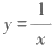 y = 1/x